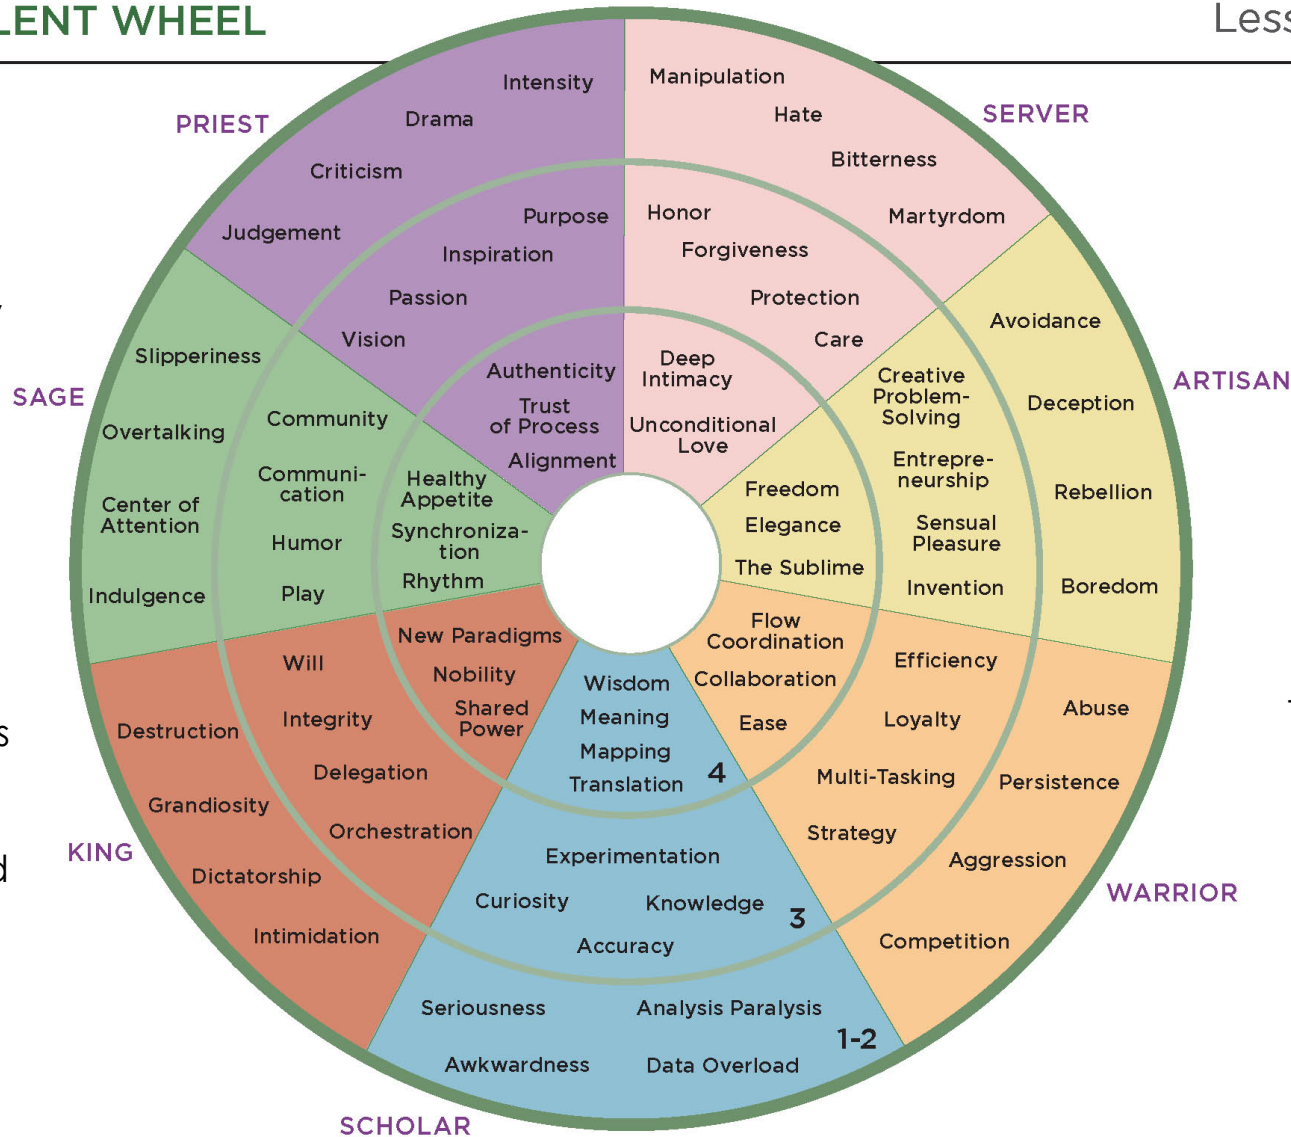 LENT WHEEL
Less
PRIEST
Intensity
Drama
Criticism
Judgement
Purpose
Inspiration
Passion
Vision
Authenticity
Trust
of Process
Alignment
SERVER
Manipulation
Hate
Bitterness
Martyrdom
Honor
Forgiveness
Protection
Care
Deep
Intimacy
Unconditional
Love
ARTISAN
Avoidance
Deception
Rebellion
Boredom
Creative
Problem-
Solving
Entrepre-
neurship
Sensual
Pleasure
Invention
Freedom
Elegance
The Sublime
WARRIOR
Abuse
Persistence
Aggression
Competition
Efficiency
Loyalty
Multi-Tasking
Strategy
Flow
Coordination
Collaboration
Ease
SCHOLAR
Wisdom
Meaning
Mapping
Translation
4
Experimentation
Curiosity
Knowledge
Accuracy
3
Seriousness
Analysis Paralysis
Awkwardness
Data Overload
1-2
KING
Destruction
Grandiosity
Dictatorship
Intimidation
Will
Integrity
Delegation
Orchestration
New Paradigms
Nobility
Shared
Power
SAGE
Slipperiness
Overtalking
Center of
Attention
Indulgence
Community
Communi-
cation
Humor
Play
Healthy
Appetite
Synchroniza-
tion
Rhythm
s
d